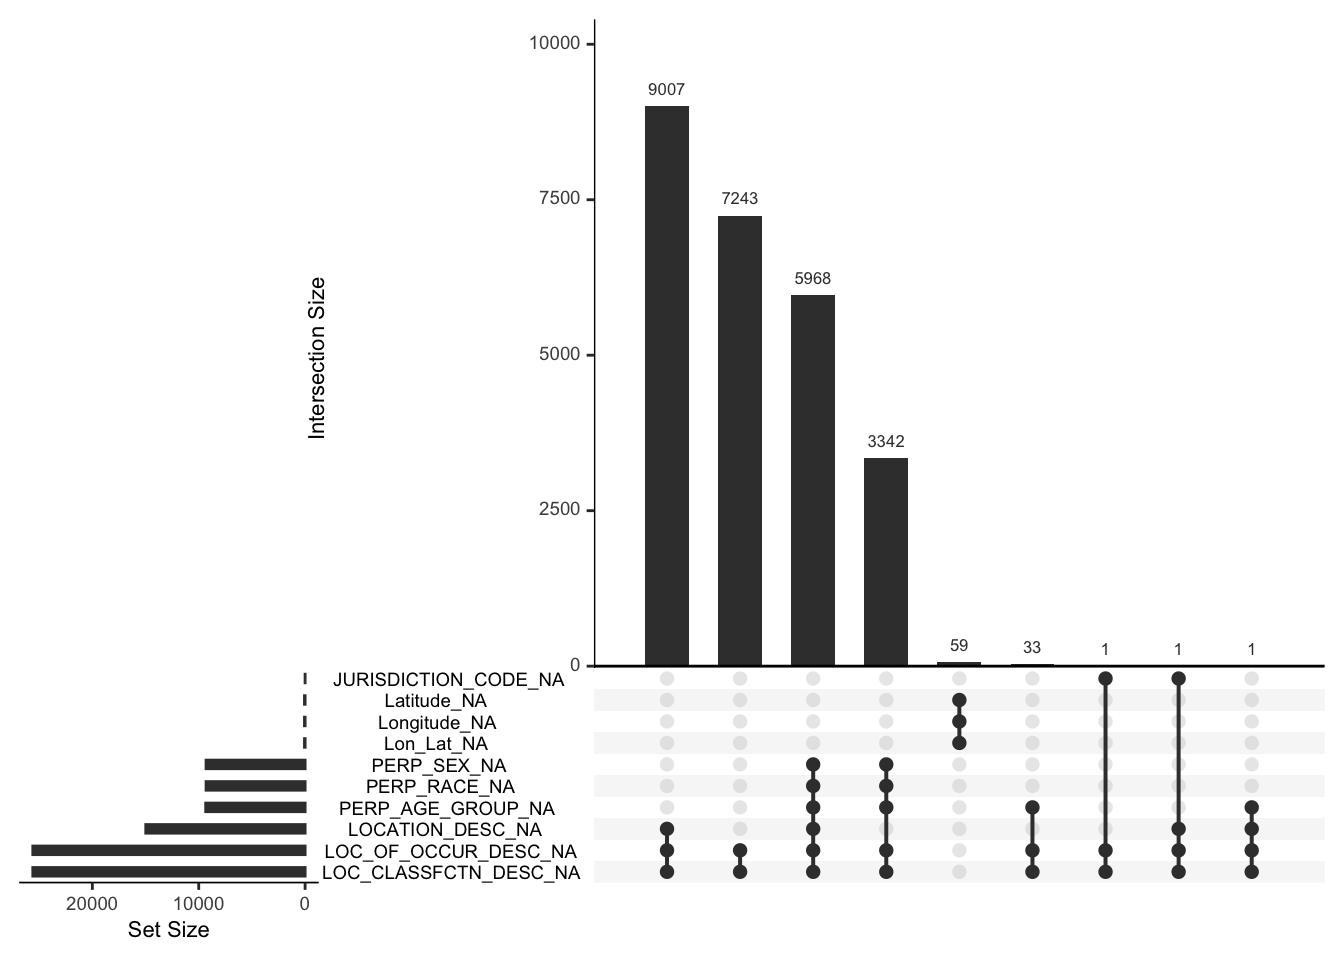 10000
9007
7500
7243
5968
Intersection Size
5000
3342
2500
59
33
1
1
1
0
JURISDICTION_CODE_NA
Latitude_NA
Longitude_NA
Lon_Lat_NA
PERP_SEX_NA
PERP_RACE_NA
PERP_AGE_GROUP_NA
LOCATION_DESC_NA
LOC_OF_OCCUR_DESC_NA
LOC_CLASSFCTN_DESC_NA
20000 10000 0
Set Size